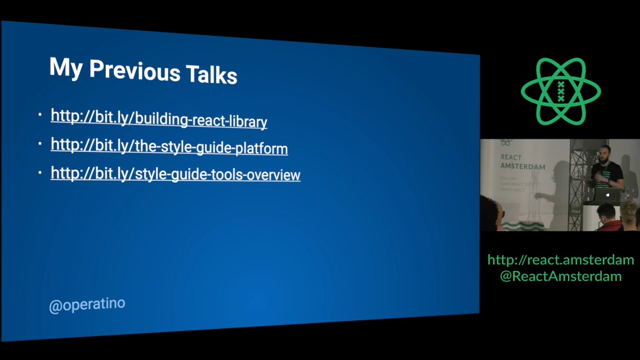 My Previous Talks
• http://bit.ly/building-react-library
• http://bit.ly/the-style-guide-platform
• http://bit.ly/style-guide-tools-overview
@operatino
REACT
AMSTERDAM
http://react.amsterdam
@ReactAmsterdam